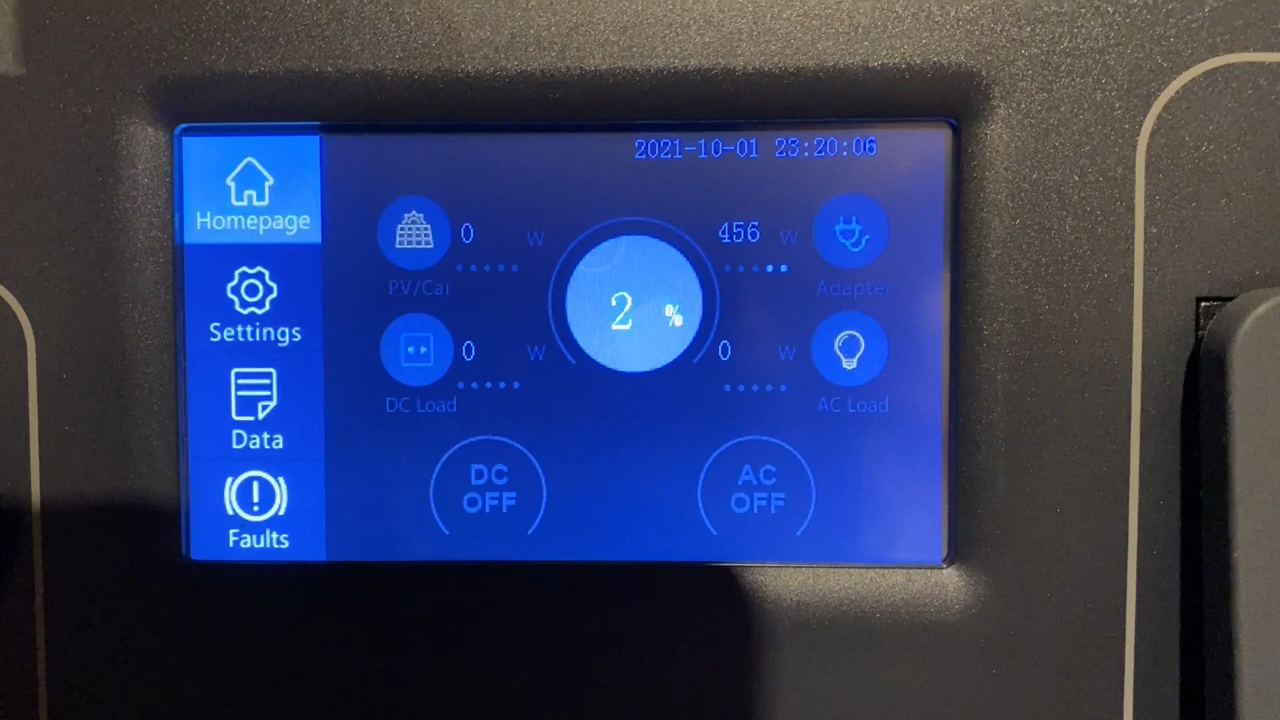 2021-10-01 23:20:06
Homepage
Settings
Data
Faults
0 W
PV/Car
0 W
DC Load
2 %
456 W
Adapter
0 W
AC Load
DC
OFF
AC
OFF